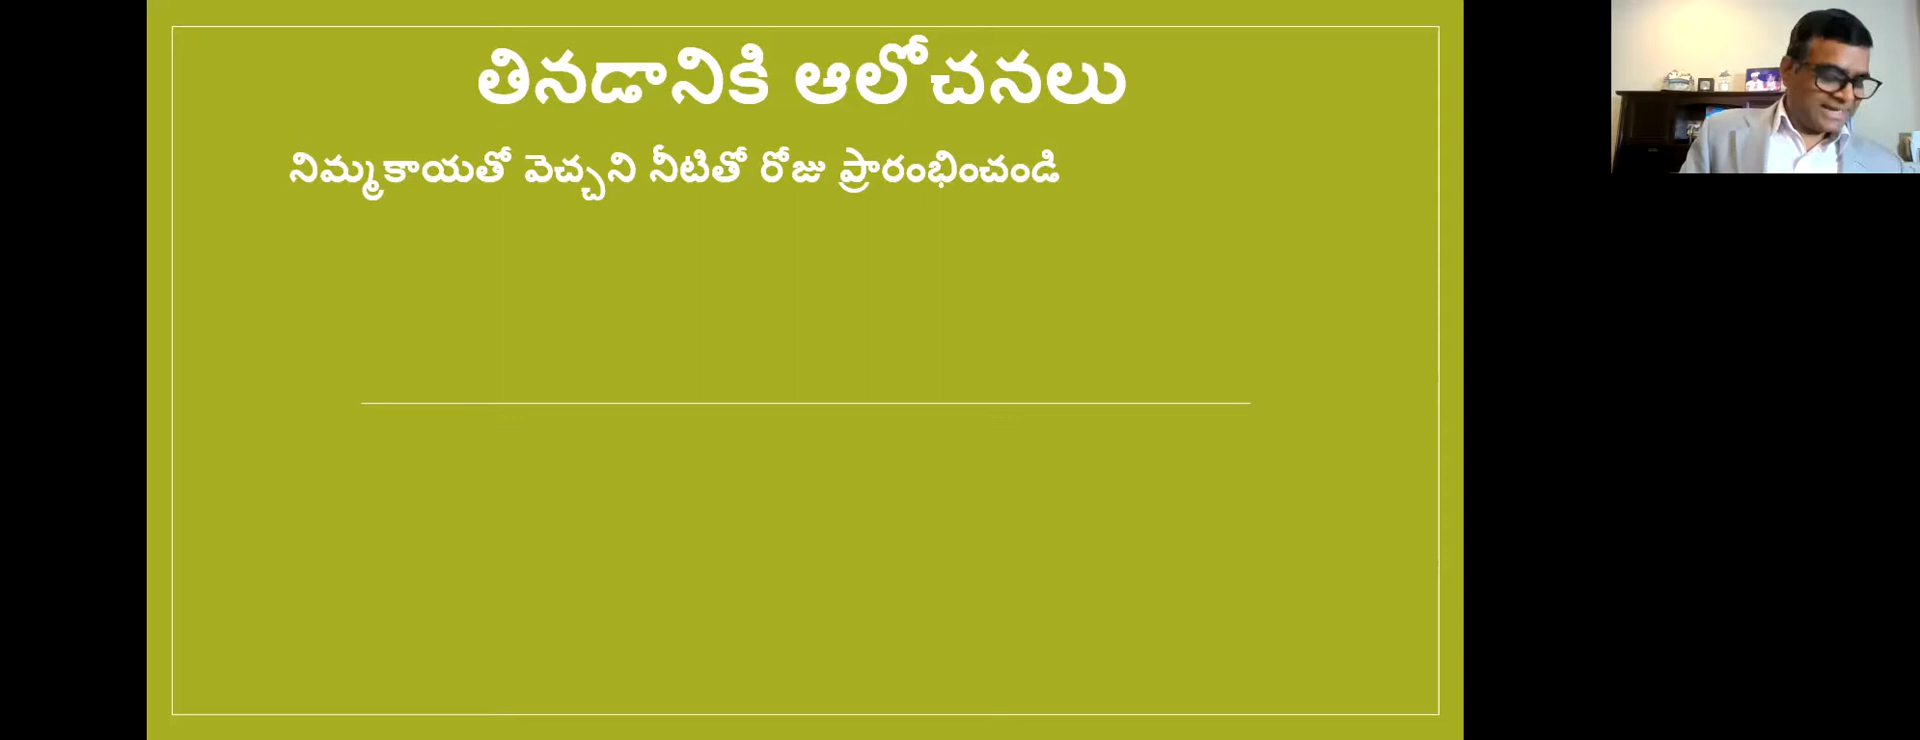 తినడానికి ఆలోచనలు
నిమ్మకాయతో వెచ్చని నీటితో రోజు ప్రారంభించండి